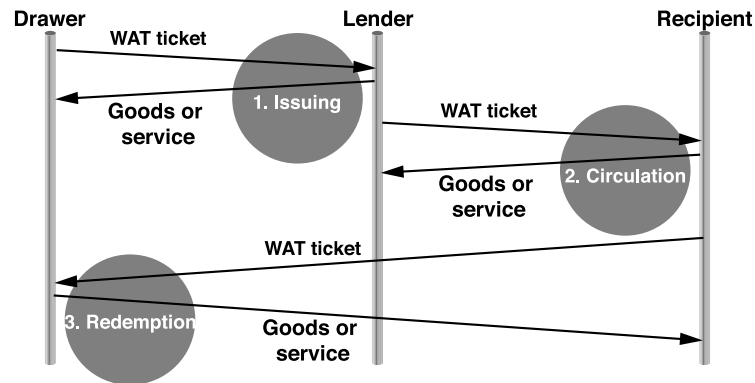 Drawer Lender Recipient
WAT ticket
1. Issuing
Goods or
service
WAT ticket
2. Circulation
Goods or
service
WAT ticket
3. Redemption
Goods or
service